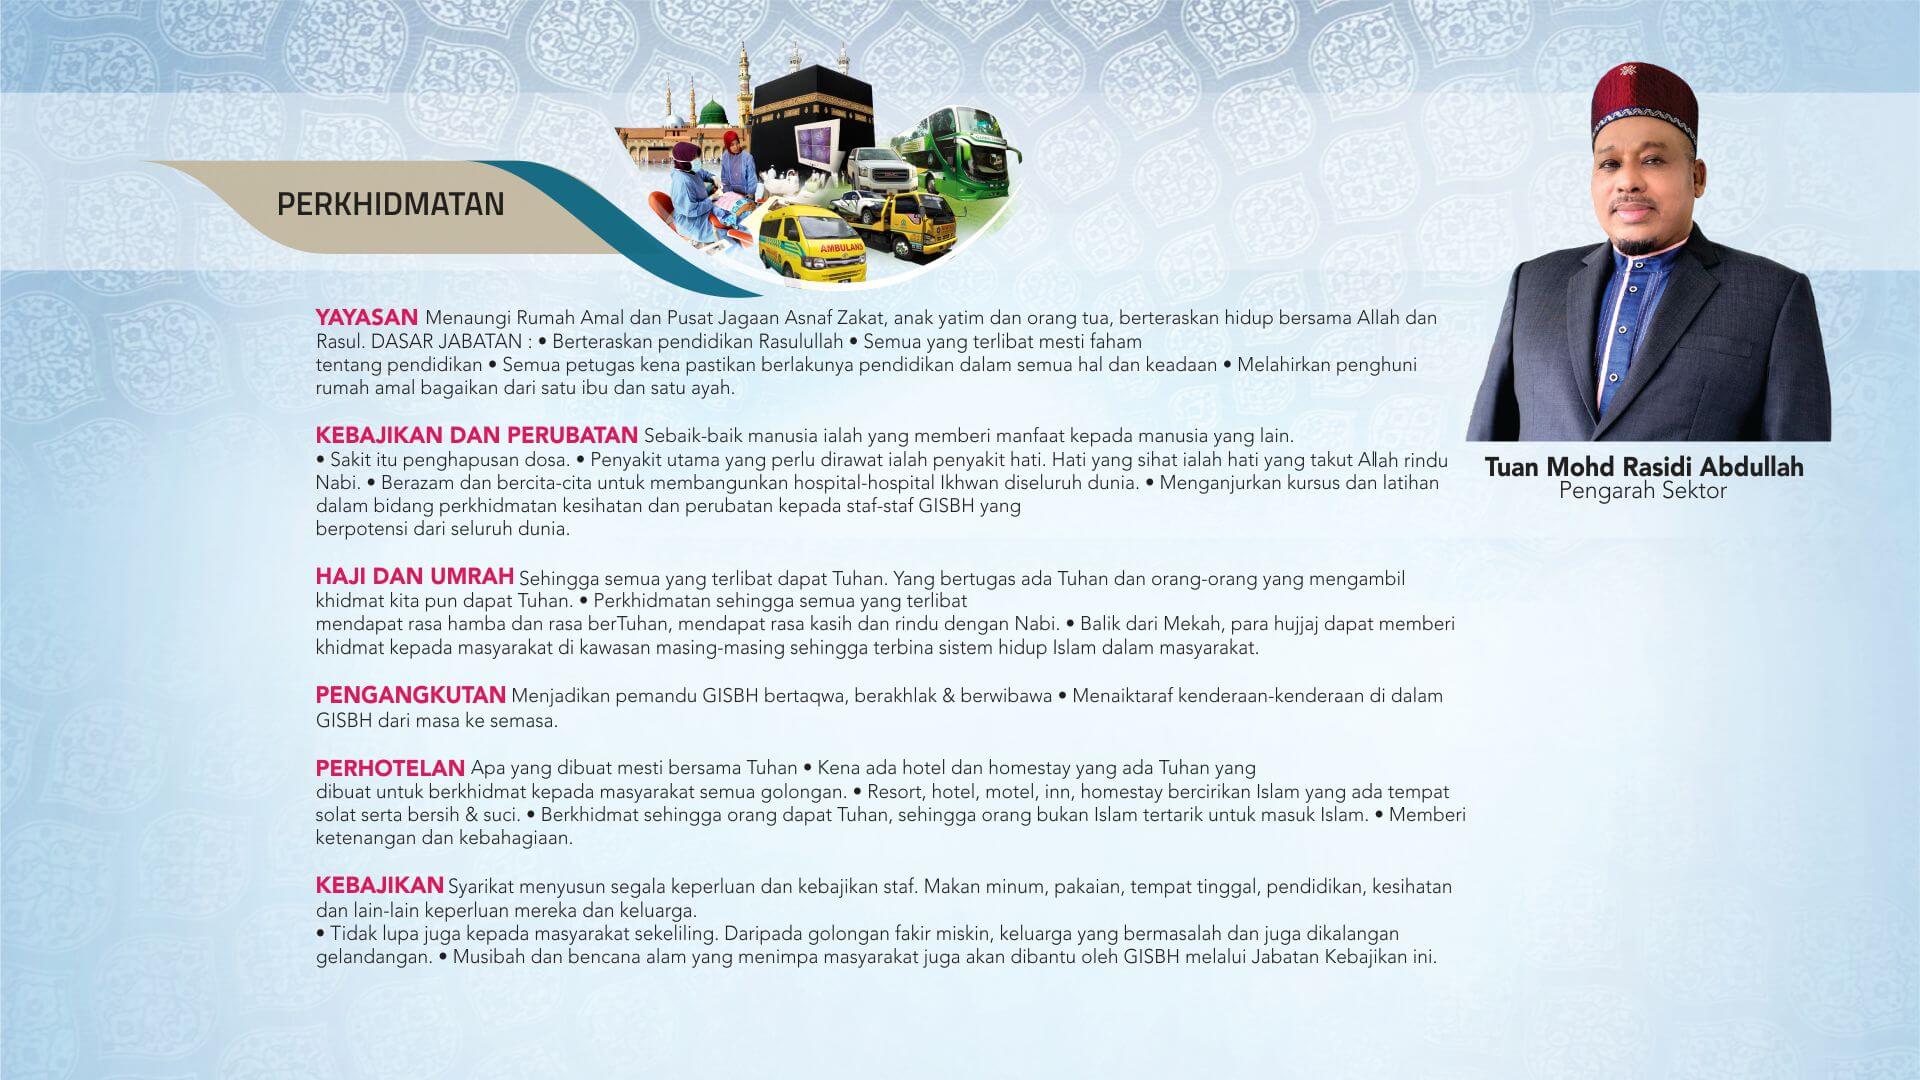 PERKHIDMATAN
AMBULANS
GMC
YAYASAN Menaungi Rumah Amal dan Pusat Jagaan Asnaf Zakat, anak yatim dan orang tua, berteraskan hidup bersama Allah dan
Rasul. DASAR JABATAN : • Berteraskan pendidikan Rasulullah • Semua yang terlibat mesti faham
tentang pendidikan • Semua petugas kena pastikan berlakunya pendidikan dalam semua hal dan keadaan • Melahirkan penghuni
rumah amal bagaikan dari satu ibu dan satu ayah.
KEBAJIKAN DAN PERUBATAN Sebaik-baik manusia ialah yang memberi manfaat kepada manusia yang lain.
• Sakit itu penghapusan dosa. • Penyakit utama yang perlu dirawat ialah penyakit hati. Hati yang sihat ialah hati yang takut Allah rindu
Nabi. • Berazam dan bercita-cita untuk membangunkan hospital-hospital Ikhwan diseluruh dunia. • Menganjurkan kursus dan latihan
dalam bidang perkhidmatan kesihatan dan perubatan kepada staf-staf GISBH yang
berpotensi dari seluruh dunia.
HAJI DAN UMRAH Sehingga semua yang terlibat dapat Tuhan. Yang bertugas ada Tuhan dan orang-orang yang mengambil
khidmat kita pun dapat Tuhan. • Perkhidmatan sehingga semua yang terlibat
mendapat rasa hamba dan rasa berTuhan, mendapat rasa kasih dan rindu dengan Nabi. • Balik dari Mekah, para hujjaj dapat memberi
khidmat kepada masyarakat di kawasan masing-masing sehingga terbina sistem hidup Islam dalam masyarakat.
PENGANGKUTAN Menjadikan pemandu GISBH bertaqwa, berakhlak & berwibawa • Menaiktaraf kenderaan-kenderaan di dalam
GISBH dari masa ke semasa.
PERHOTELAN Apa yang dibuat mesti bersama Tuhan • Kena ada hotel dan homestay yang ada Tuhan yang
dibuat untuk berkhidmat kepada masyarakat semua golongan. • Resort, hotel, motel, inn, homestay bercirikan Islam yang ada tempat
solat serta bersih & suci. • Berkhidmat sehingga orang dapat Tuhan, sehingga orang bukan Islam tertarik untuk masuk Islam. • Memberi
ketenangan dan kebahagiaan.
KEBAJIKAN Syarikat menyusun segala keperluan dan kebajikan staf. Makan minum, pakaian, tempat tinggal, pendidikan, kesihatan
dan lain-lain keperluan mereka dan keluarga.
• Tidak lupa juga kepada masyarakat sekeliling. Daripada golongan fakir miskin, keluarga yang bermasalah dan juga dikalangan
gelandangan. • Musibah dan bencana alam yang menimpa masyarakat juga akan dibantu oleh GISBH melalui Jabatan Kebajikan ini.
Tuan Mohd Rasidi Abdullah
Pengarah Sektor